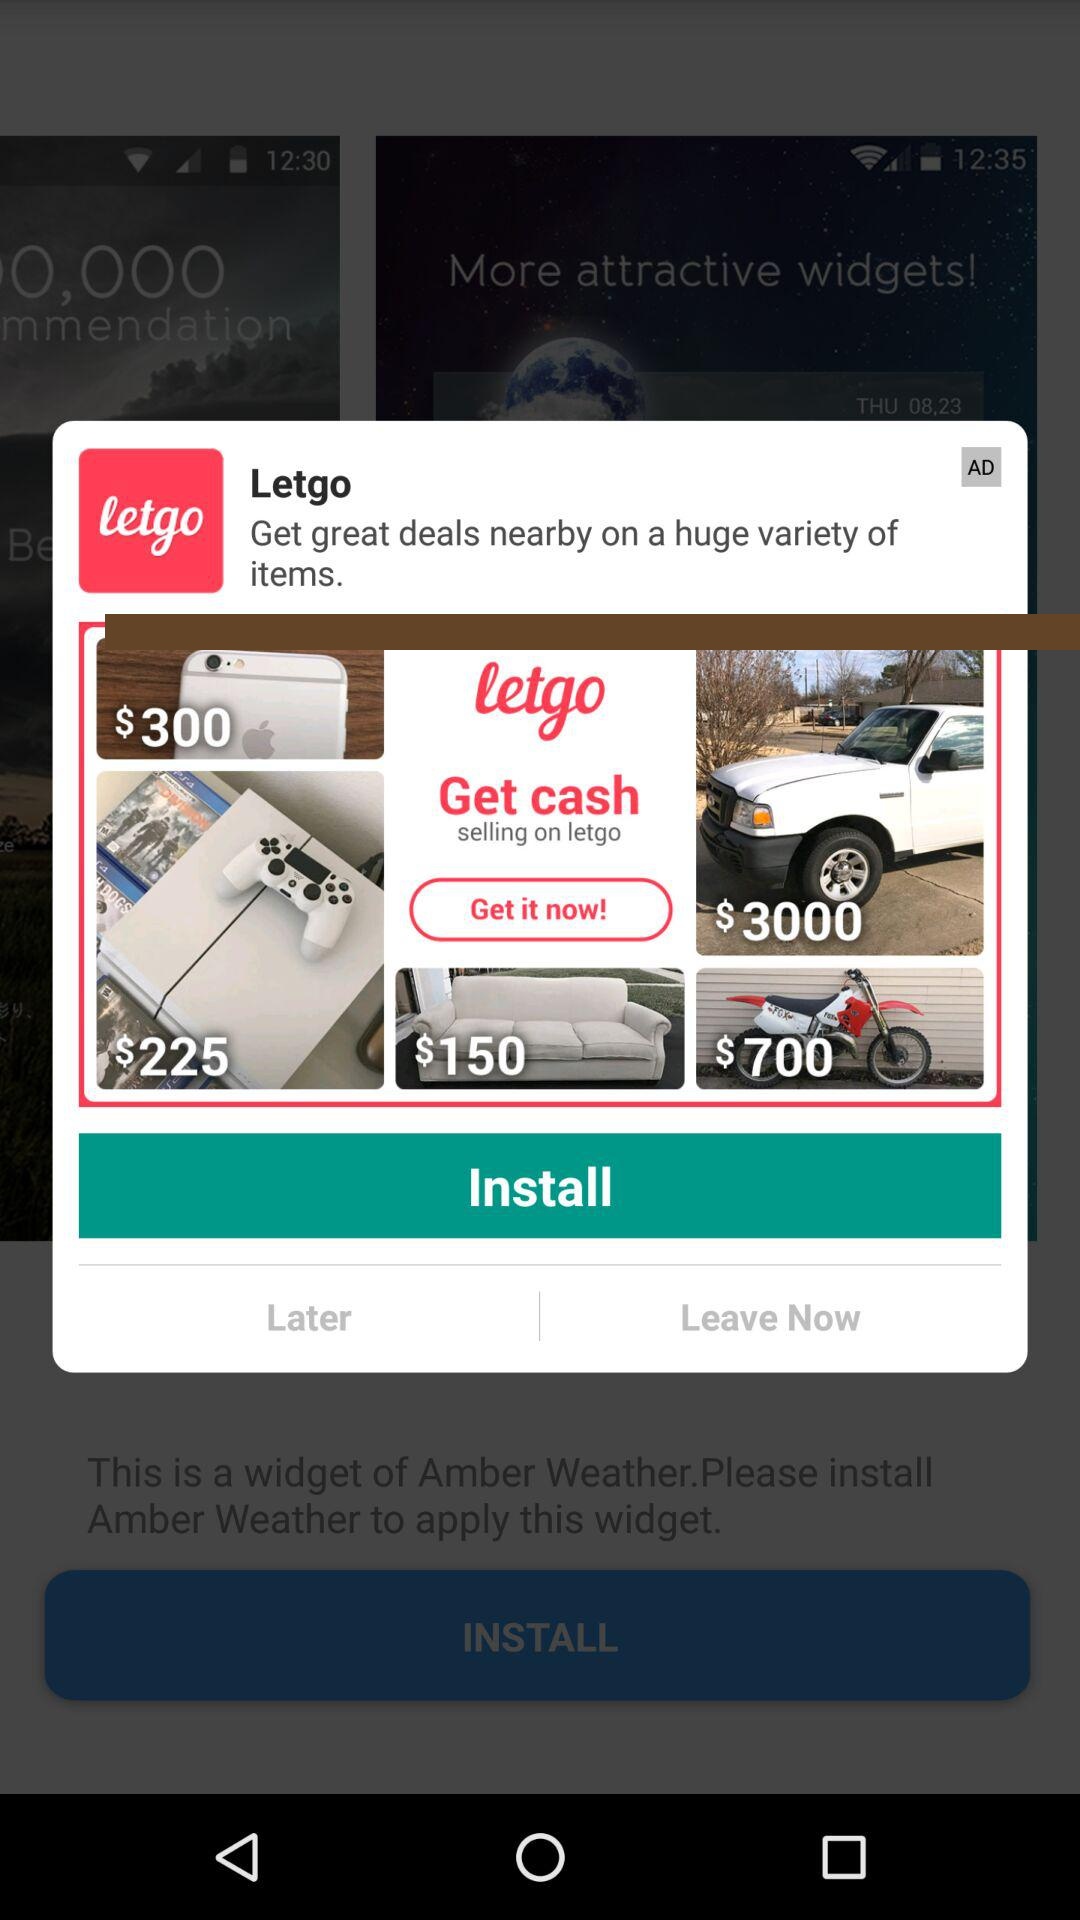 12:30
12:35
00,000
mmendation
More attractive widgets!
THU 08,23
Be
letgo
Letgo
AD
Get great deals nearby on a huge variety of
items.
$300
letgo
Get cash
selling on letgo
Get it now!
$3000
$225
$150
$700
Install
Later
Leave Now
This is a widget of Amber Weather.Please install
Amber Weather to apply this widget.
INSTALL